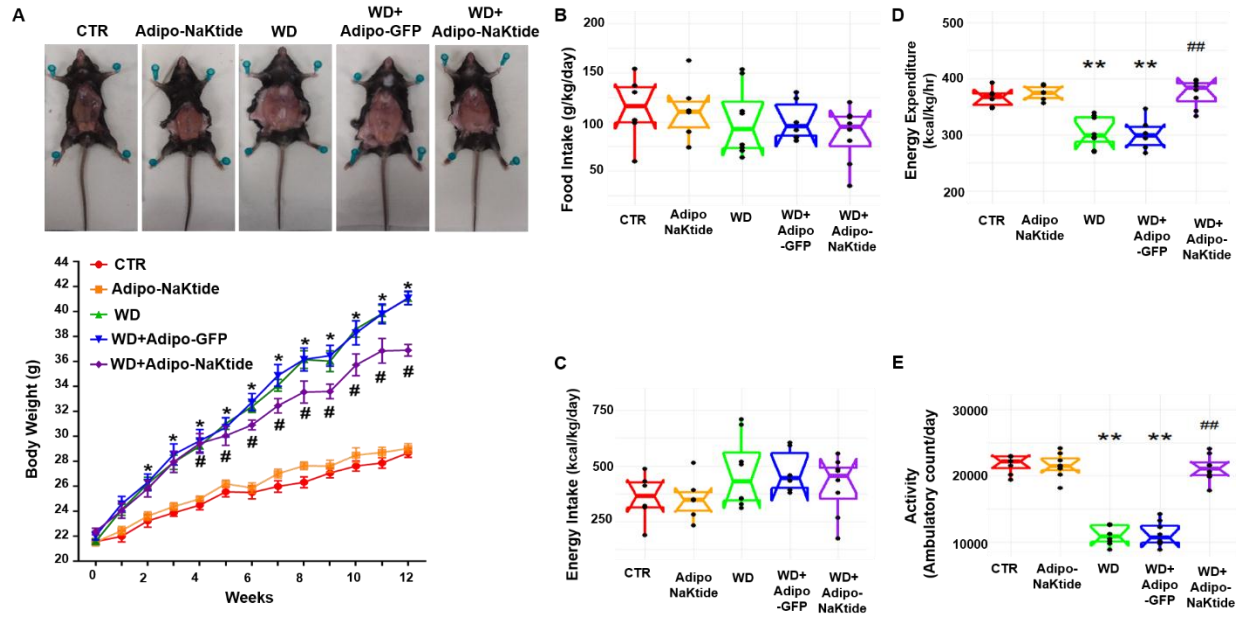 A
CTR
Adipo-NaKtide
WD
WD+
Adipo-GFP
WD+
Adipo-NaKtide
Body Weight (g)
44
42
40
38
36
34
32
30
28
26
24
22
20
CTR
Adipo-NaKtide
WD
WD+Adipo-GFP
WD+Adipo-NaKtide
* * * * * * * * * * *
# # # # # # # # #
0 2 4 6 8 10 12
Weeks
B
Food Intake (g/kg/day)
200
150
100
50
CTR
Adipo
NaKtide
WD
WD+
Adipo
-GFP
WD+
Adipo-
NaKtide
C
Energy Intake (kcal/kg/day)
750
500
250
CTR
Adipo
NaKtide
WD
WD+
Adipo
-GFP
WD+
Adipo-
NaKtide
D
Energy Expenditure
(kcal/kg/hr)
500
400
300
200
** ** ##
CTR
Adipo
NaKtide
WD
WD+
Adipo
-GFP
WD+
Adipo-
NaKtide
E
Activity
(Ambulatory count/day)
30000
20000
10000
** ** ##
CTR
Adipo-
NaKtide
WD
WD+
Adipo
-GFP
WD+
Adipo-
NaKtide